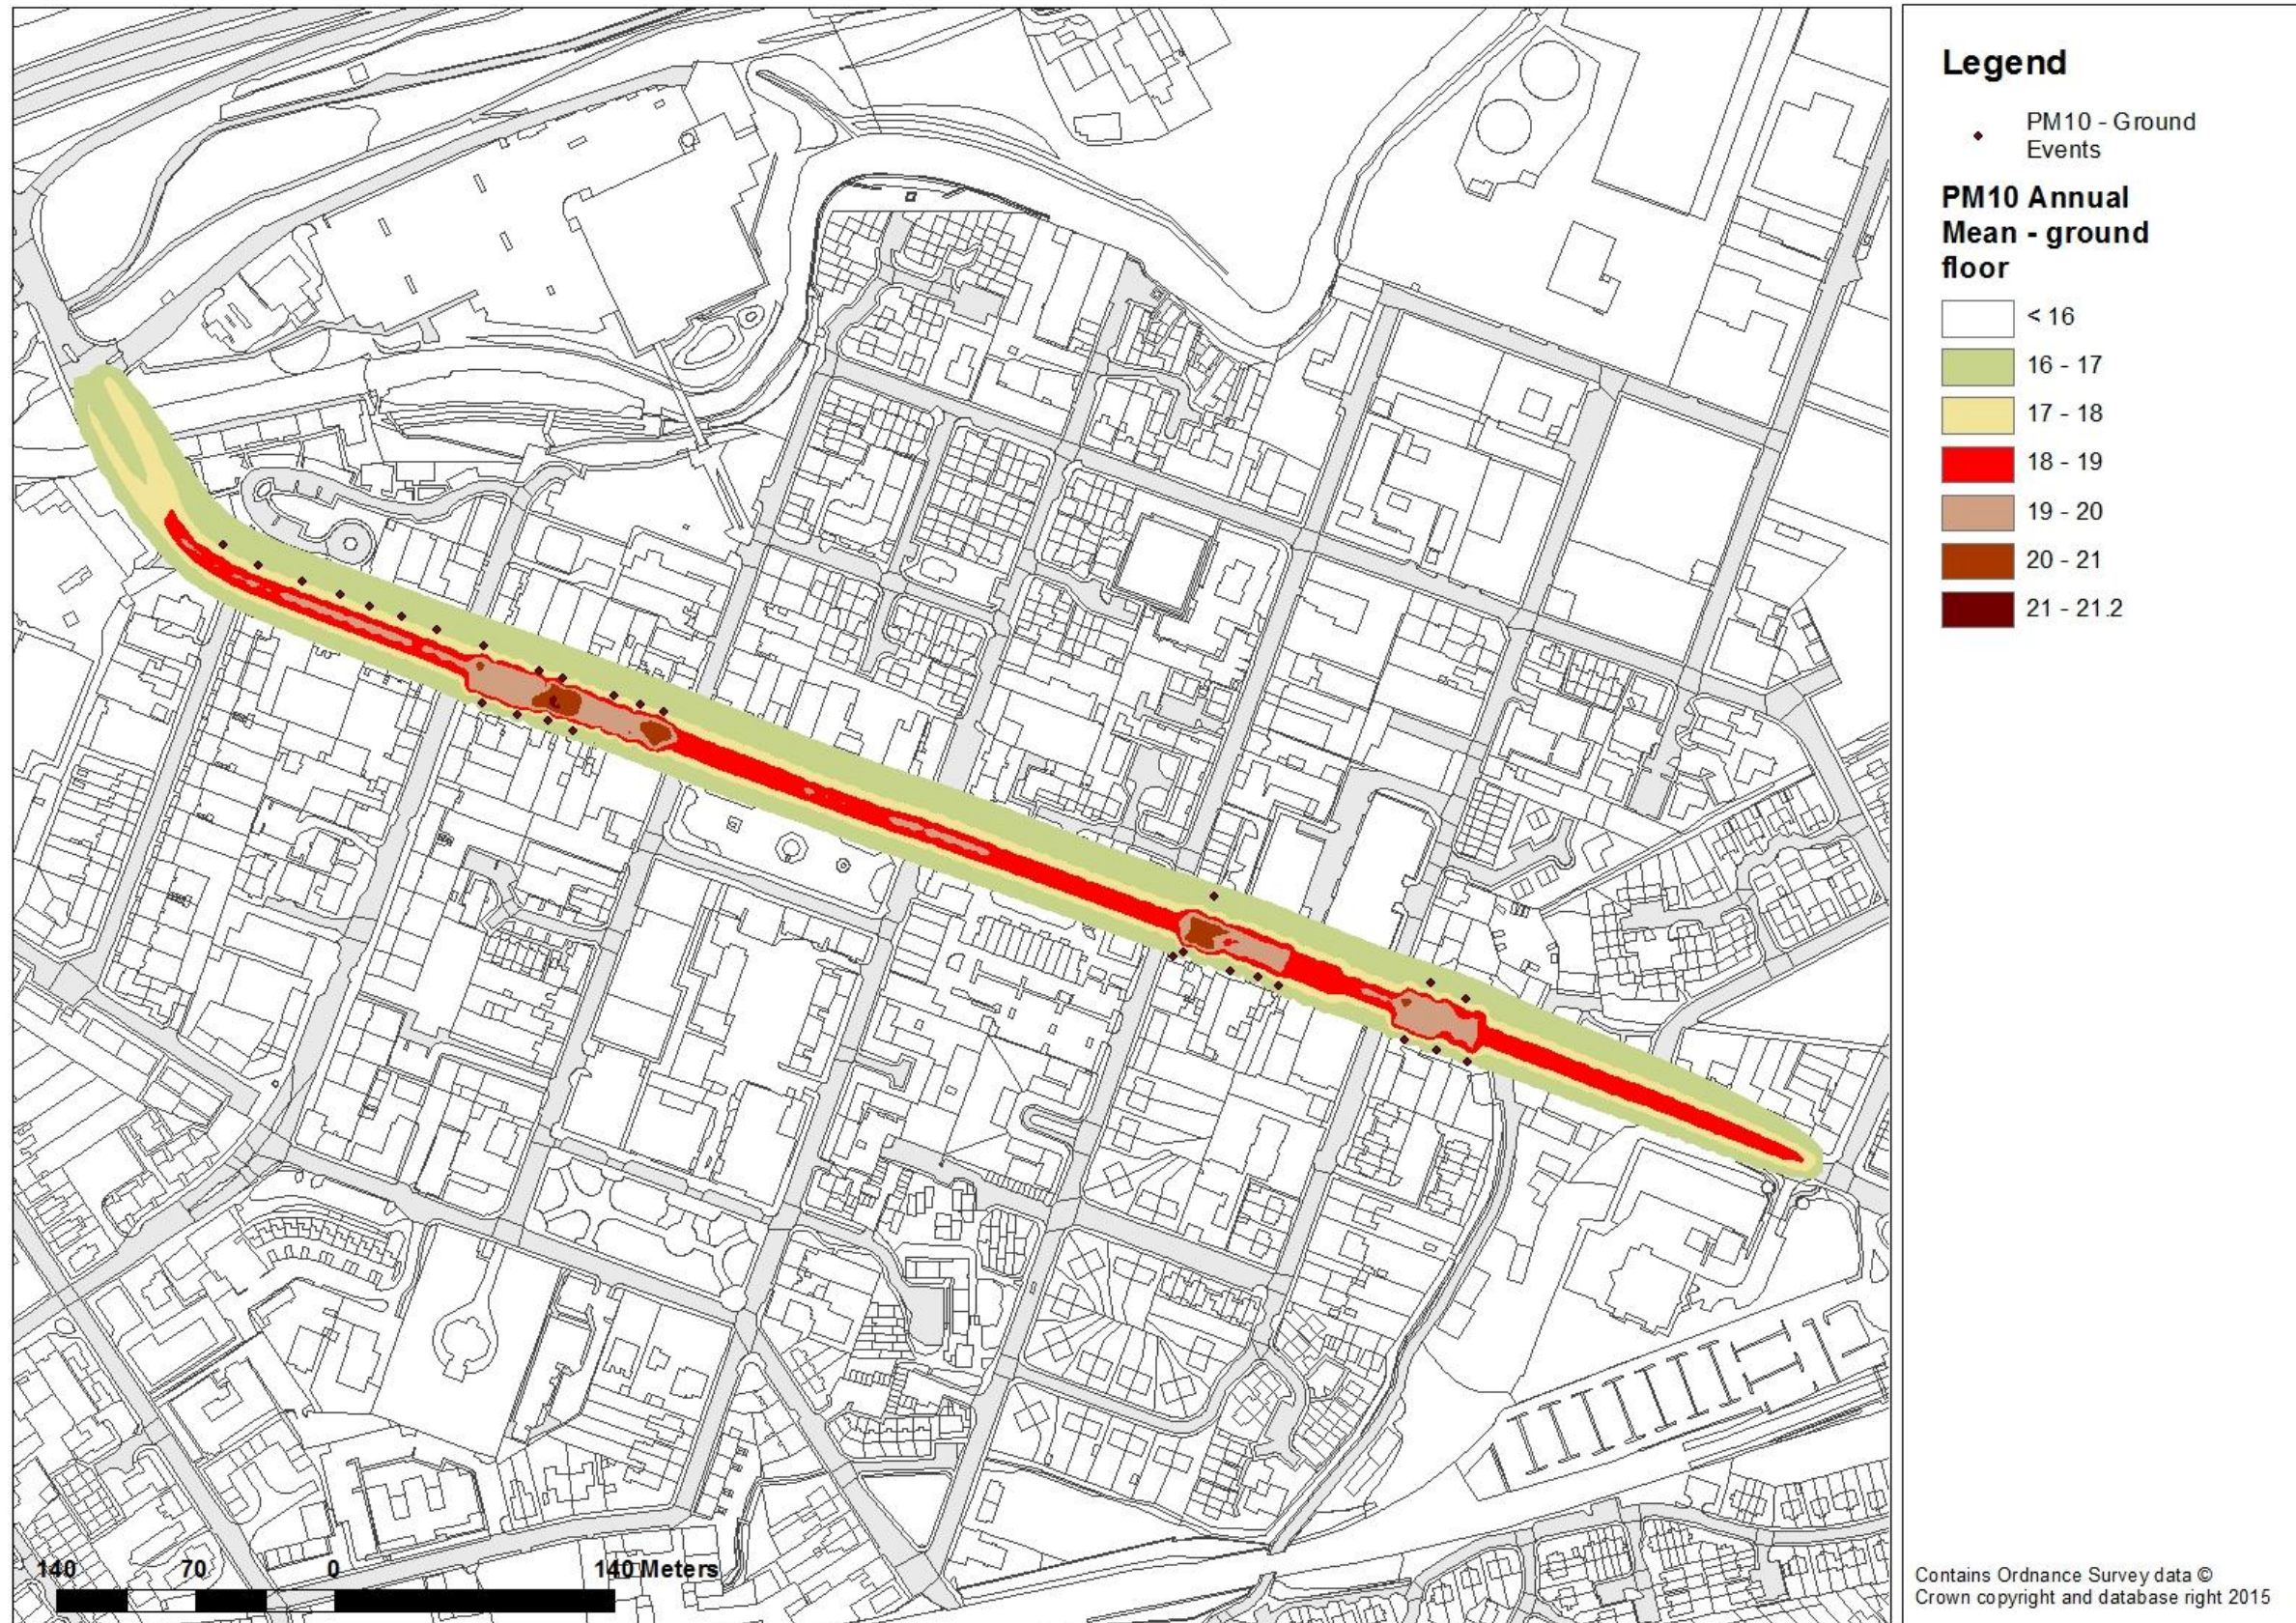 Legend
PM10 - Ground
Events
PM10 Annual
Mean - ground
floor
< 16
16 - 17
17 - 18
18 - 19
19 - 20
20 - 21
21 - 21.2
140 70 0 140 Meters
Contains Ordnance Survey data ©
Crown copyright and database right 2015